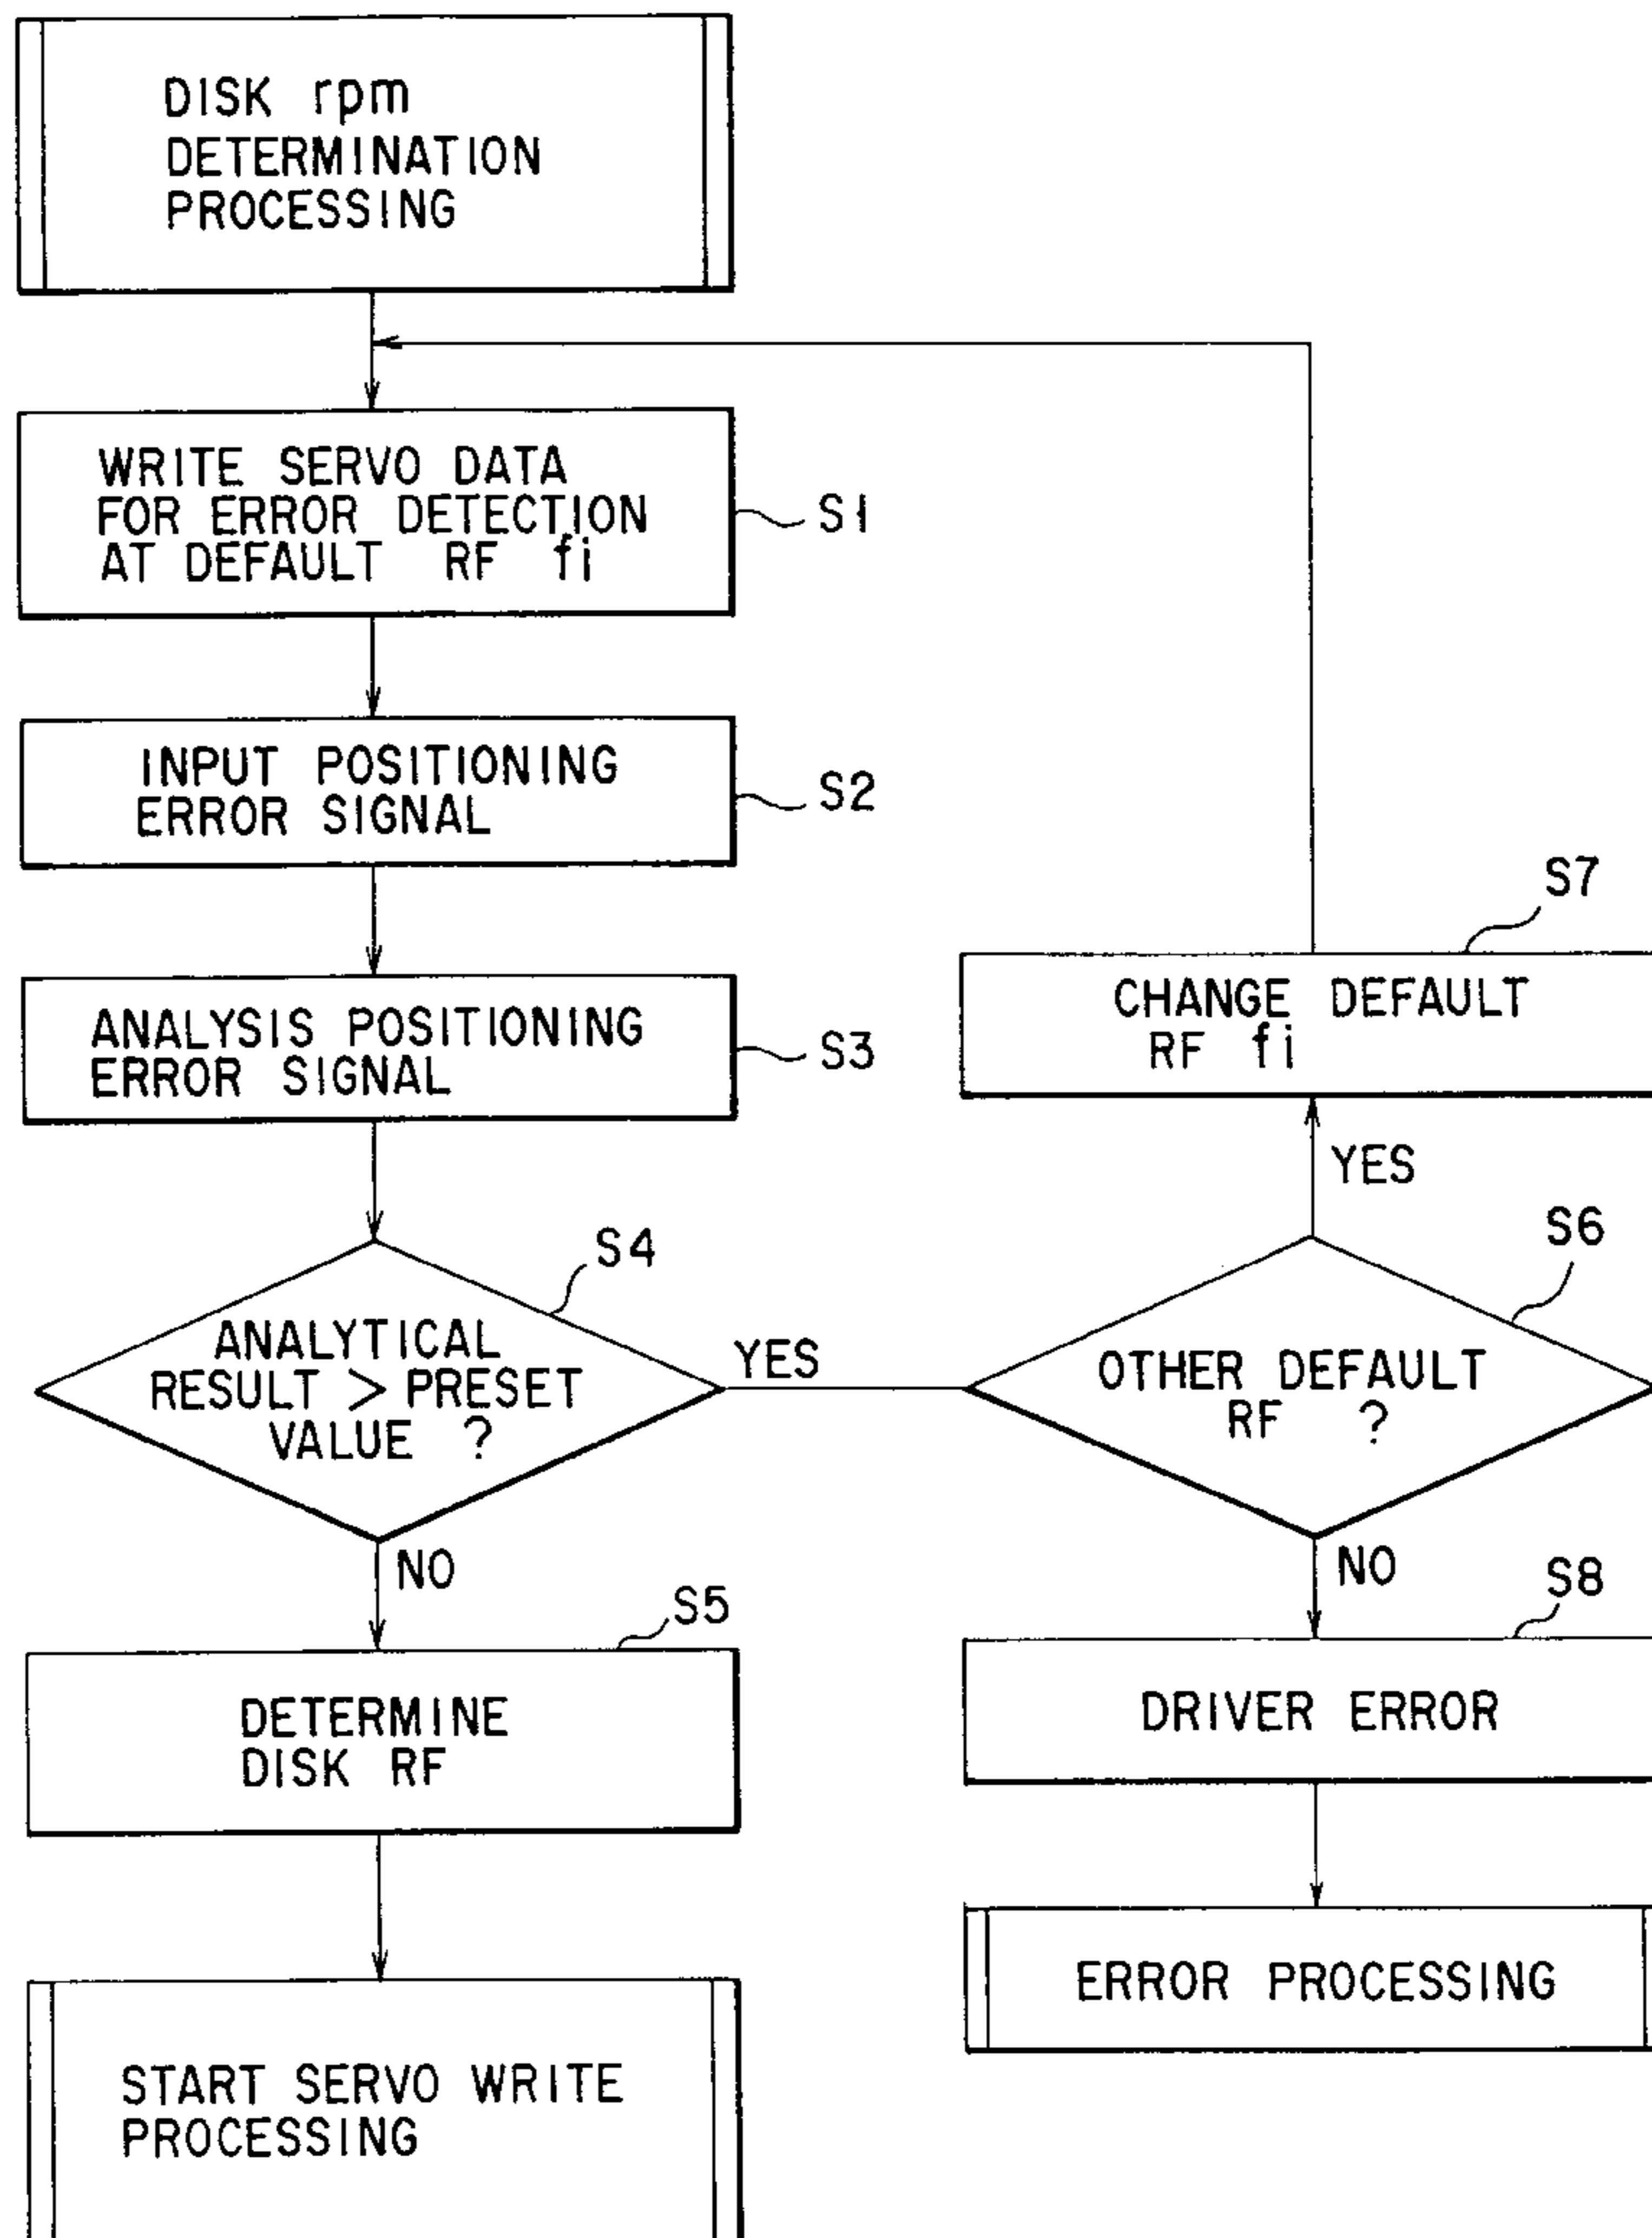 DISK rpm
DETERMINATION
PROCESSING
WRITE SERVO DATA
FOR ERROR DETECTION
AT DEFAULT RF fi
S1
INPUT POSITIONING
ERROR SIGNAL
S2
ANALYSIS POSITIONING
ERROR SIGNAL
S3
ANALYTICAL
RESULT > PRESET
VALUE ?
S4
YES
NO
DETERMINE
DISK RF
S5
START SERVO WRITE
PROCESSING
OTHER DEFAULT
RF ?
S6
YES
CHANGE DEFAULT
RF fi
S7
NO
DRIVER ERROR
S8
ERROR PROCESSING